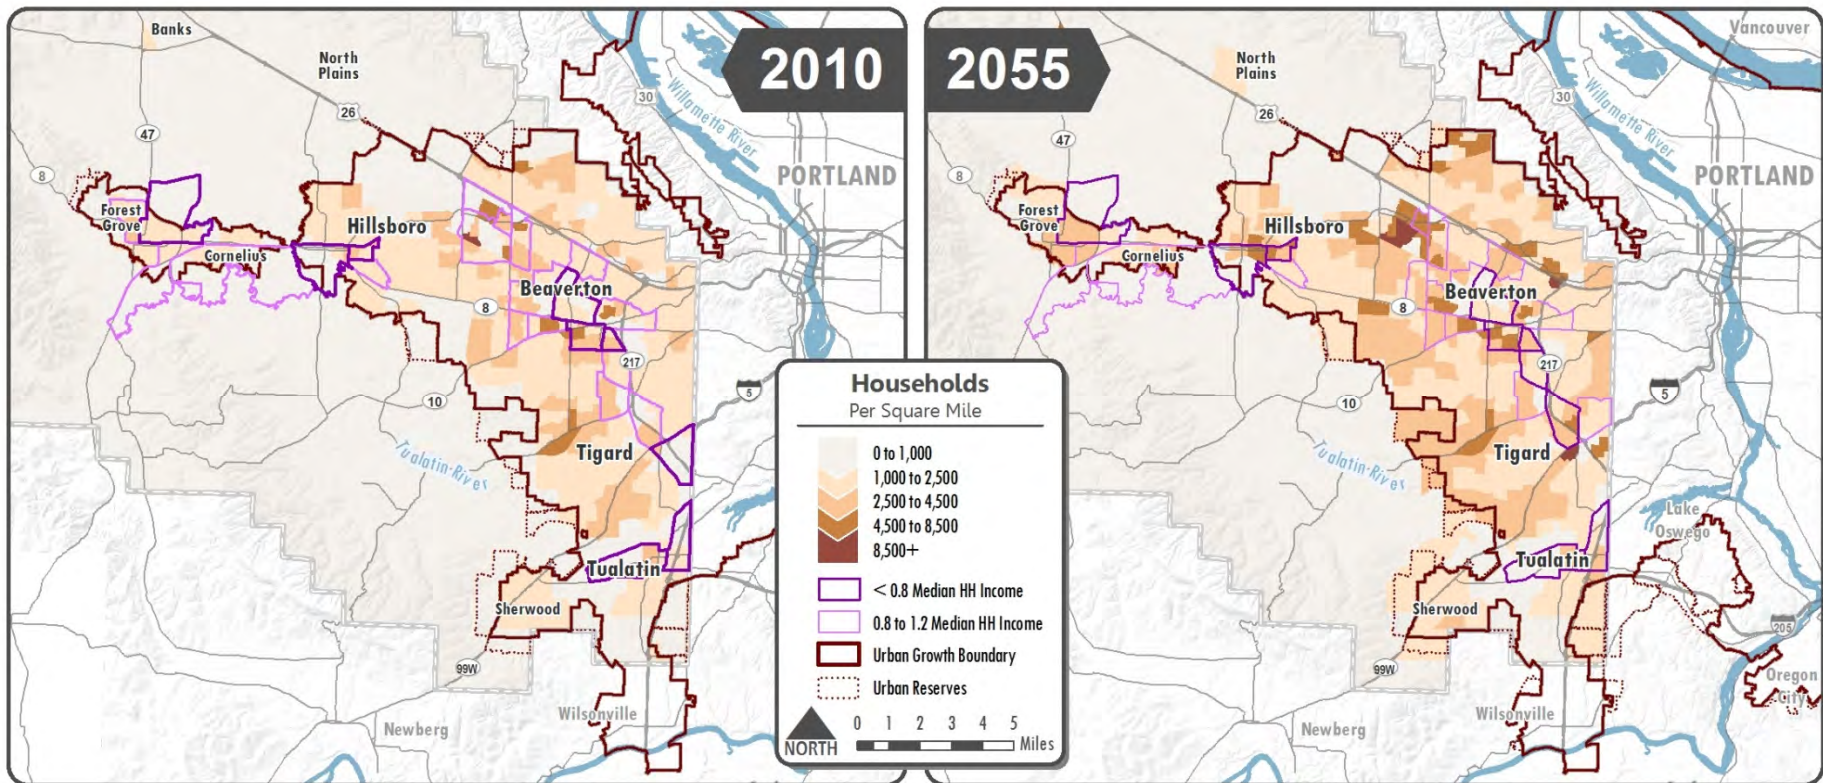 2010
Banks
North
Plains
26
30
Willamette River
47
PORTLAND
8
Forest
Grove
Hillsboro
Cornelius
Beaverton
8
217
5
10
Tigard
Tualatin River
Tualatin
Sherwood
99W
Wilsonville
Newberg
2055
Vancouver
North
Plains
26
30
Willamette River
47
PORTLAND
8
Forest
Grove
Hillsboro
Cornelius
Beaverton
8
217
5
10
Tigard
Tualatin River
Lake
Oswego
Tualatin
Sherwood
205
99W
Oregon
City
Wilsonville
Newberg
Households
Per Square Mile
0 to 1,000
1,000 to 2,500
2,500 to 4,500
4,500 to 8,500
8,500+
< 0.8 Median HH Income
0.8 to 1.2 Median HH Income
Urban Growth Boundary
Urban Reserves
NORTH
0 1 2 3 4 5
Miles